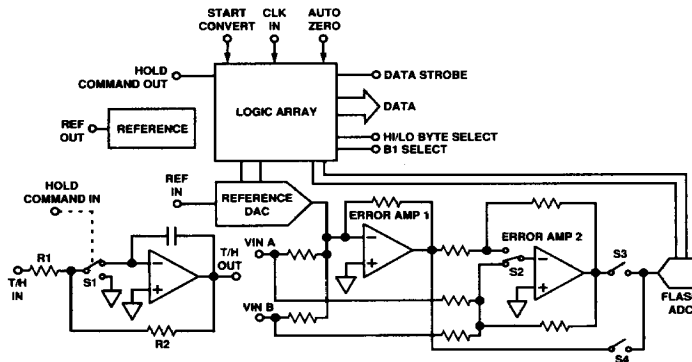 START
CONVERT
CLK
IN
AUTO
ZERO
HOLD
COMMAND OUT
LOGIC ARRAY
DATA STROBE
DATA
HI/LO BYTE SELECT
B1 SELECT
REF
OUT
REFERENCE
HOLD
COMMAND IN
REF
IN
REFERENCE
DAC
ERROR AMP 1
ERROR AMP 2
VIN A
VIN B
R1
S1
T/H
IN
T/H
OUT
R2
S2
S3
S4
FLAS
ADC